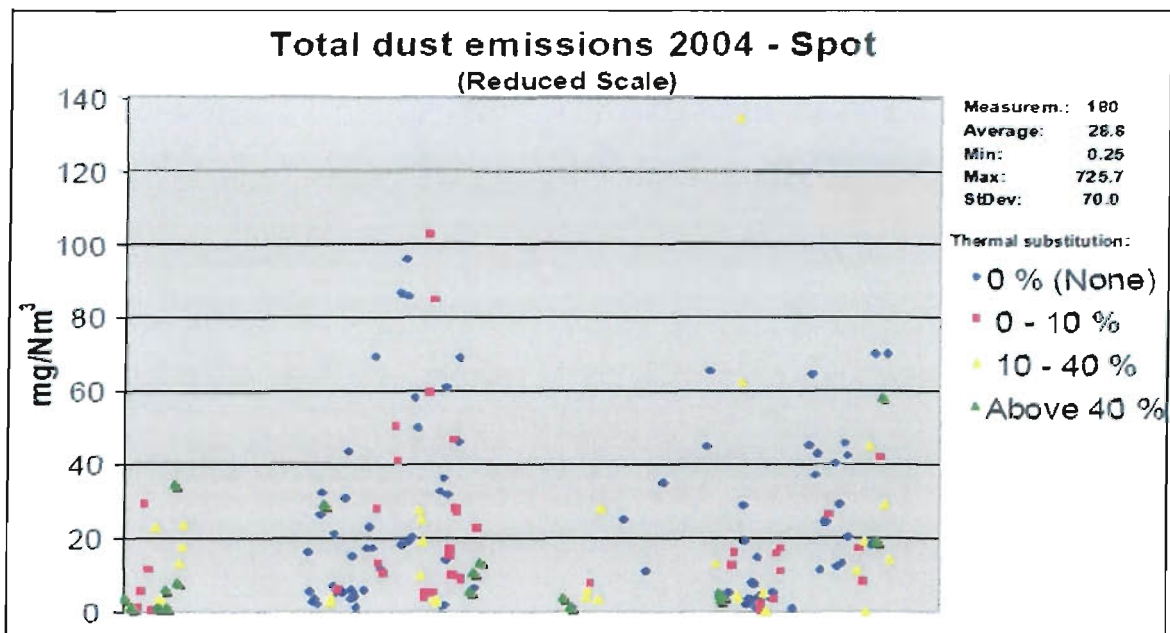 Total dust emissions 2004 - Spot
(Reduced Scale)
140
120
100
80
60
40
20
0
mg/Nm³
Measurem.: 180
Average: 28.8
Min: 0.25
Max: 725.7
StDev: 70.0
Thermal substitution:
0 % (None)
0 - 10 %
10 - 40 %
Above 40 %